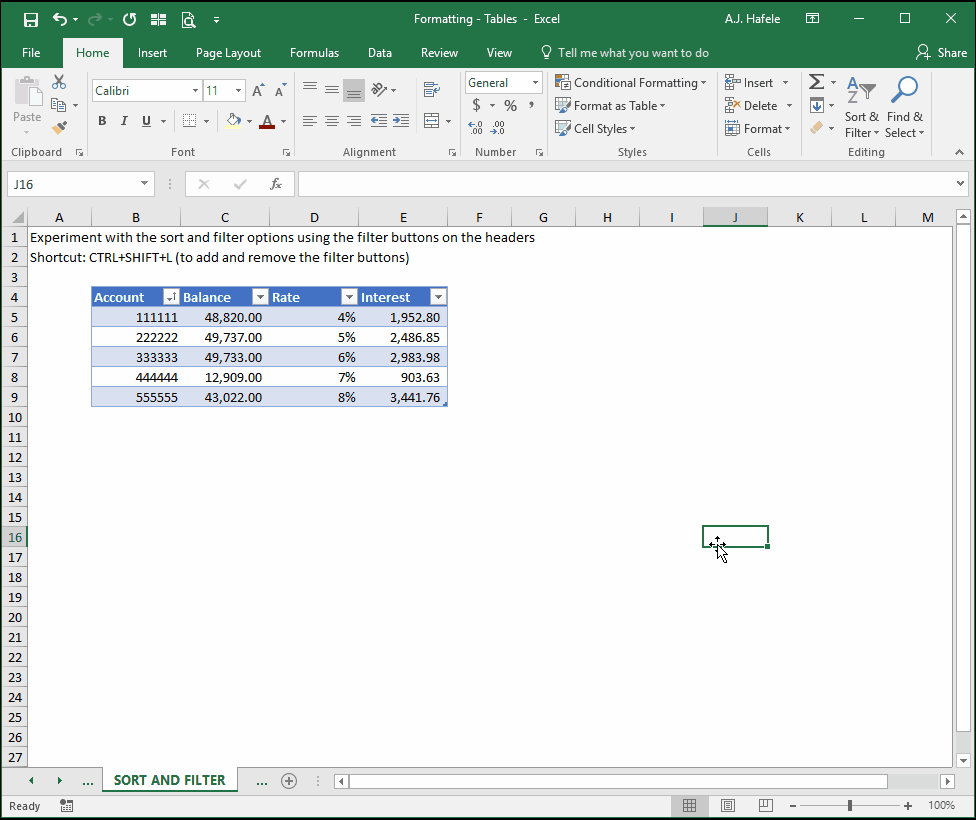 Formatting - Tables - Excel
A.J. Hafele
File Home Insert Page Layout Formulas Data Review View Tell me what you want to do Share
Paste
Calibri 11
B I U A
General
$ % ,
Conditional Formatting
Format as Table
Cell Styles
Insert
Delete
Format
Sort & Filter
Find & Select
Clipboard Font Alignment Number Styles Cells Editing
J16 fx
A B C D E F G H I J K L M
1 Experiment with the sort and filter options using the filter buttons on the headers
2 Shortcut: CTRL+SHIFT+L (to add and remove the filter buttons)
3
4 Account Balance Rate Interest
5 111111 48,820.00 4% 1,952.80
6 222222 49,737.00 5% 2,486.85
7 333333 49,733.00 6% 2,983.98
8 444444 12,909.00 7% 903.63
9 555555 43,022.00 8% 3,441.76
10
11
12
13
14
15
16
17
18
19
20
21
22
23
24
25
26
27
... SORT AND FILTER ...
Ready 100%